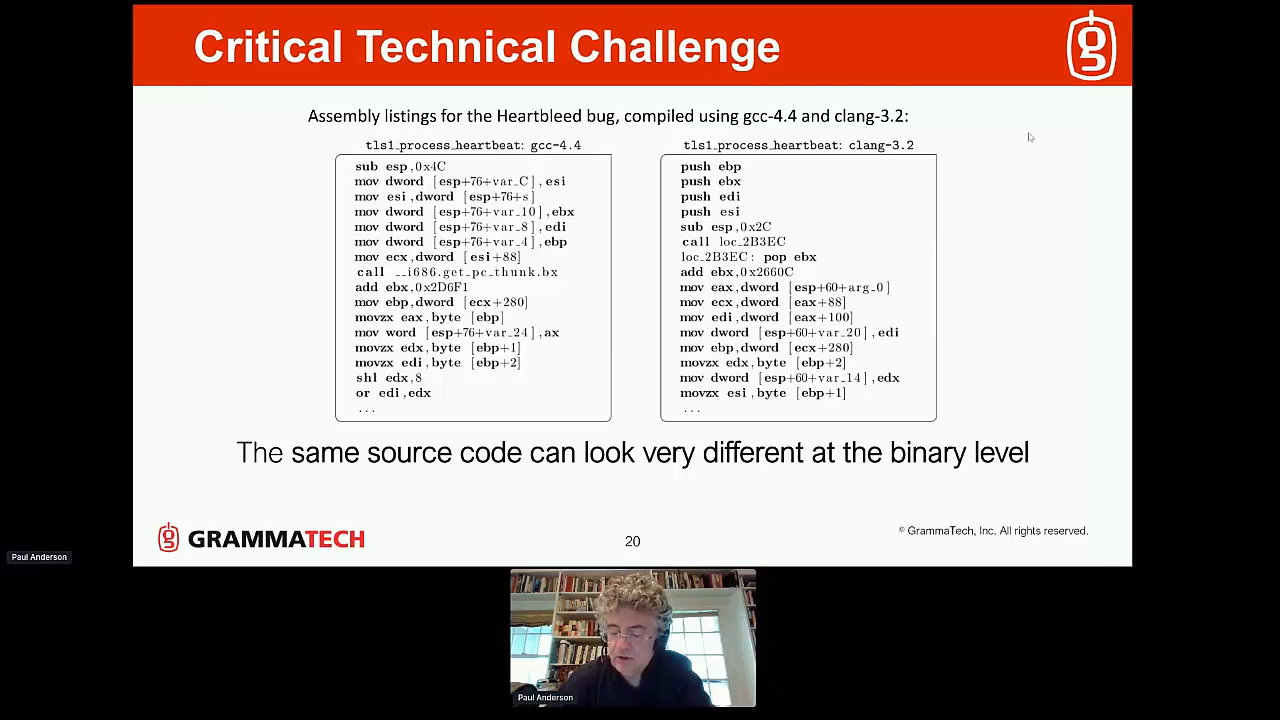 Critical Technical Challenge
Assembly listings for the Heartbleed bug, compiled using gcc-4.4 and clang-3.2:
tls1_process_heartbeat: gcc-4.4
sub esp,0x4C
mov dword [esp+76+var_C],esi
mov esi,dword [esp+76+s]
mov dword [esp+76+var_10],ebx
mov dword [esp+76+var_8],edi
mov dword [esp+76+var_4],ebp
mov ecx,dword [esi+88]
call __i686.get_pc_thunk.bx
add ebx,0x2D6F1
mov ebp,dword [ecx+280]
movzx eax,byte [ebp]
mov word [esp+76+var_24],ax
movzx edx,byte [ebp+1]
movzx edi,byte [ebp+2]
shl edx,8
or edi,edx
...
tls1_process_heartbeat: clang-3.2
push ebp
push ebx
push edi
push esi
sub esp,0x2C
call loc_2B3EC
loc_2B3EC: pop ebx
add ebx,0x2660C
mov eax,dword [esp+60+arg_0]
mov ecx,dword [eax+88]
mov edi,dword [eax+100]
mov dword [esp+60+var_20],edi
mov ebp,dword [ecx+280]
movzx edx,byte [ebp+2]
mov dword [esp+60+var_14],edx
movzx esi,byte [ebp+1]
...
The same source code can look very different at the binary level
GRAMMATECH
20
© GrammaTech, Inc. All rights reserved.
Paul Anderson
Paul Anderson